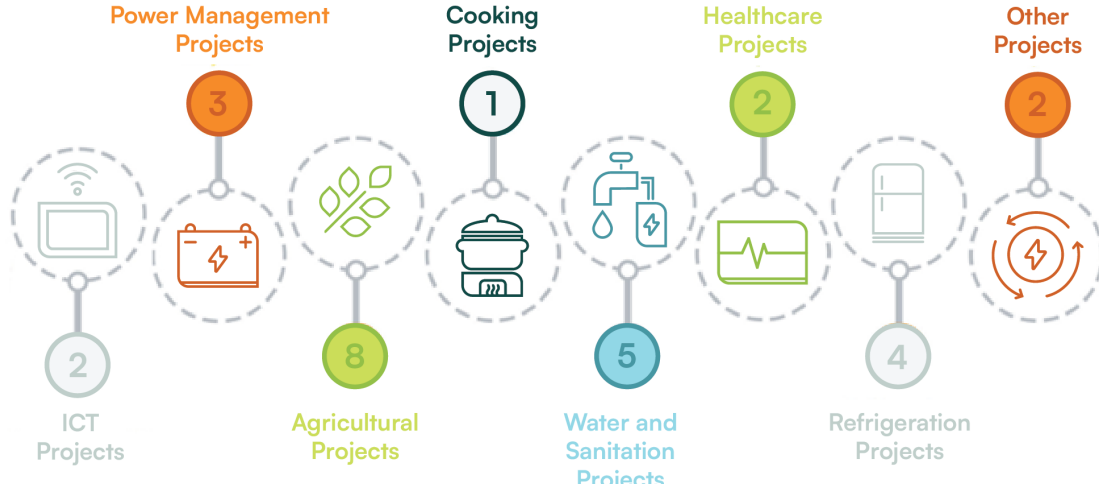 Power Management
Projects
3
Cooking
Projects
1
Healthcare
Projects
2
Other
Projects
2
2
ICT
Projects
8
Agricultural
Projects
5
Water and
Sanitation
Projects
4
Refrigeration
Projects